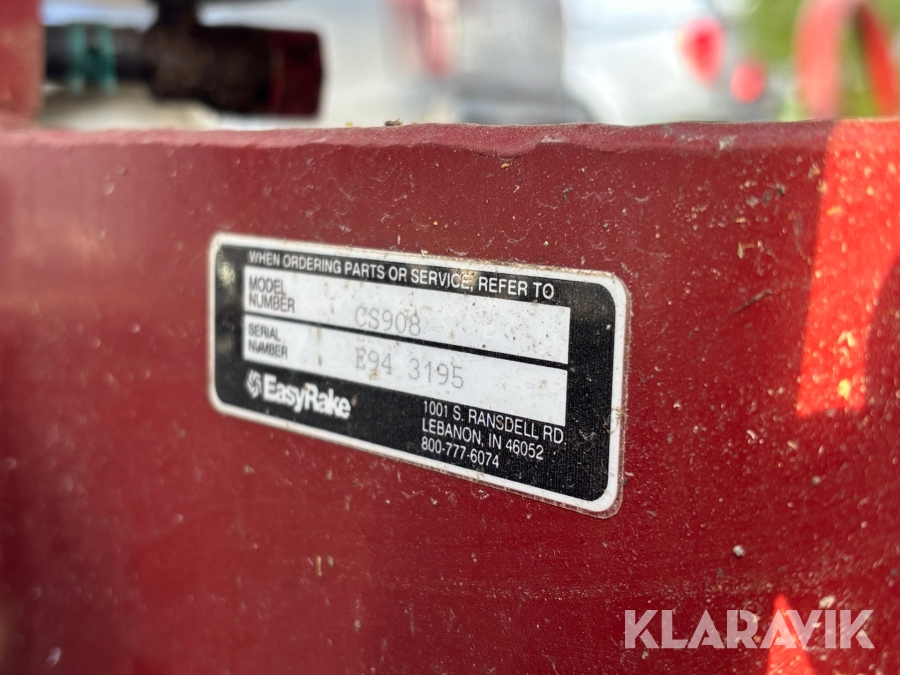 WHEN ORDERING PARTS OR SERVICE, REFER TO
MODEL
NUMBER
CS908
SERIAL
NUMBER
E94 3195
EasyRake
1001 S. RANSDELL RD.
LEBANON, IN 46052
800-777-6074
KLARAVIK